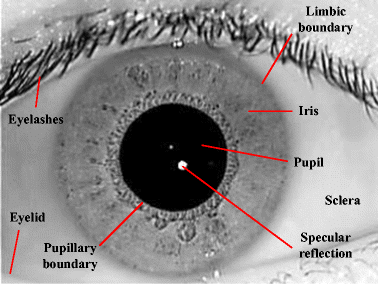 Limbic
boundary
Eyelashes
Iris
Pupil
Sclera
Eyelid
Pupillary
boundary
Specular
reflection